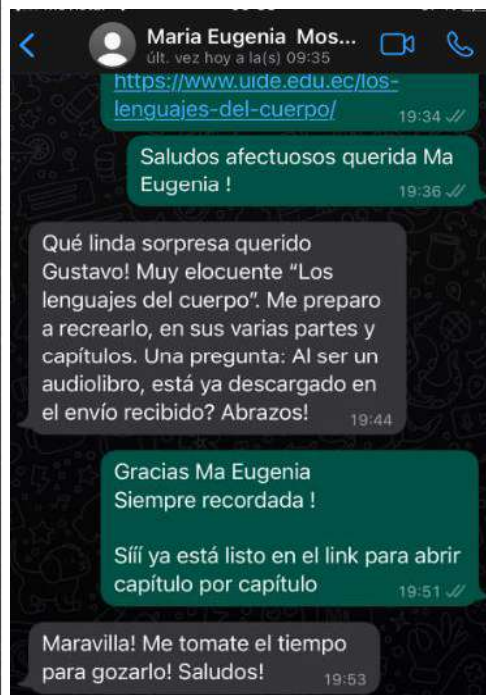 Maria Eugenia Mos...
últ. vez hoy a la(s) 09:35
https://www.uide.edu.ec/los-
lenguajes-del-cuerpo/
19:34
Saludos afectuosos querida Ma
Eugenia !
19:36
Qué linda sorpresa querido
Gustavo! Muy elocuente “Los
lenguajes del cuerpo”. Me preparo
a recrearlo, en sus varias partes y
capítulos. Una pregunta: Al ser un
audiolibro, está ya descargado en
el envío recibido? Abrazos!
19:44
Gracias Ma Eugenia
Siempre recordada !
Sííí ya está listo en el link para abrir
capítulo por capítulo
19:51
Maravilla! Me tomate el tiempo
para gozarlo! Saludos!
19:53